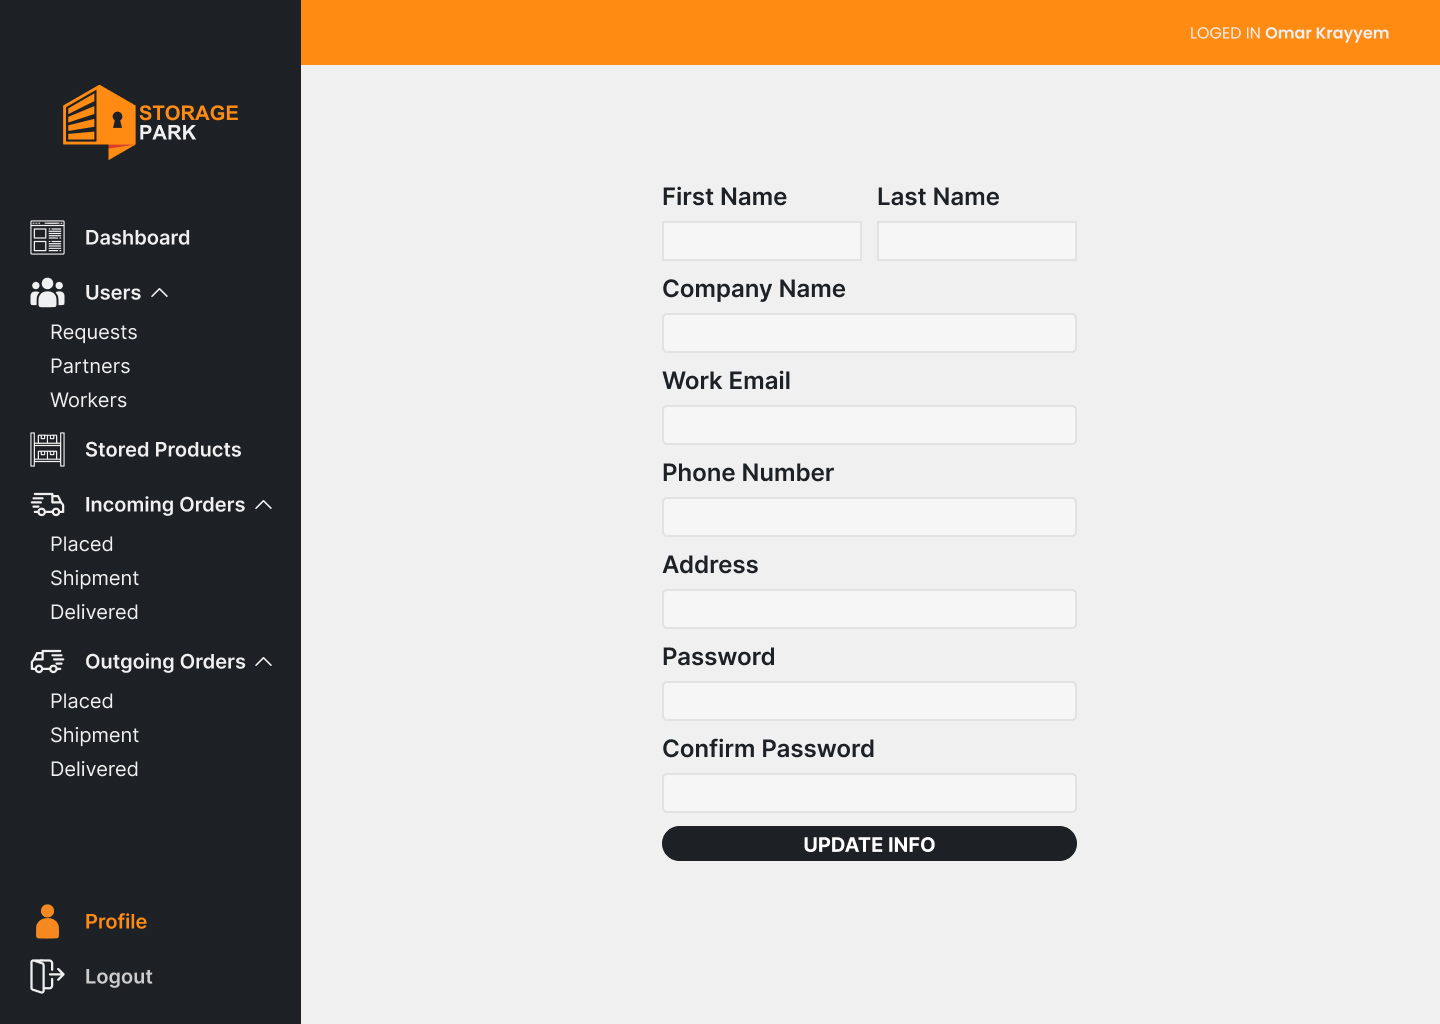 LOGED IN Omar Krayyem
STORAGE
PARK
Dashboard
Users
Requests
Partners
Workers
Stored Products
Incoming Orders
Placed
Shipment
Delivered
Outgoing Orders
Placed
Shipment
Delivered
Profile
Logout
First Name
Last Name
Company Name
Work Email
Phone Number
Address
Password
Confirm Password
UPDATE INFO